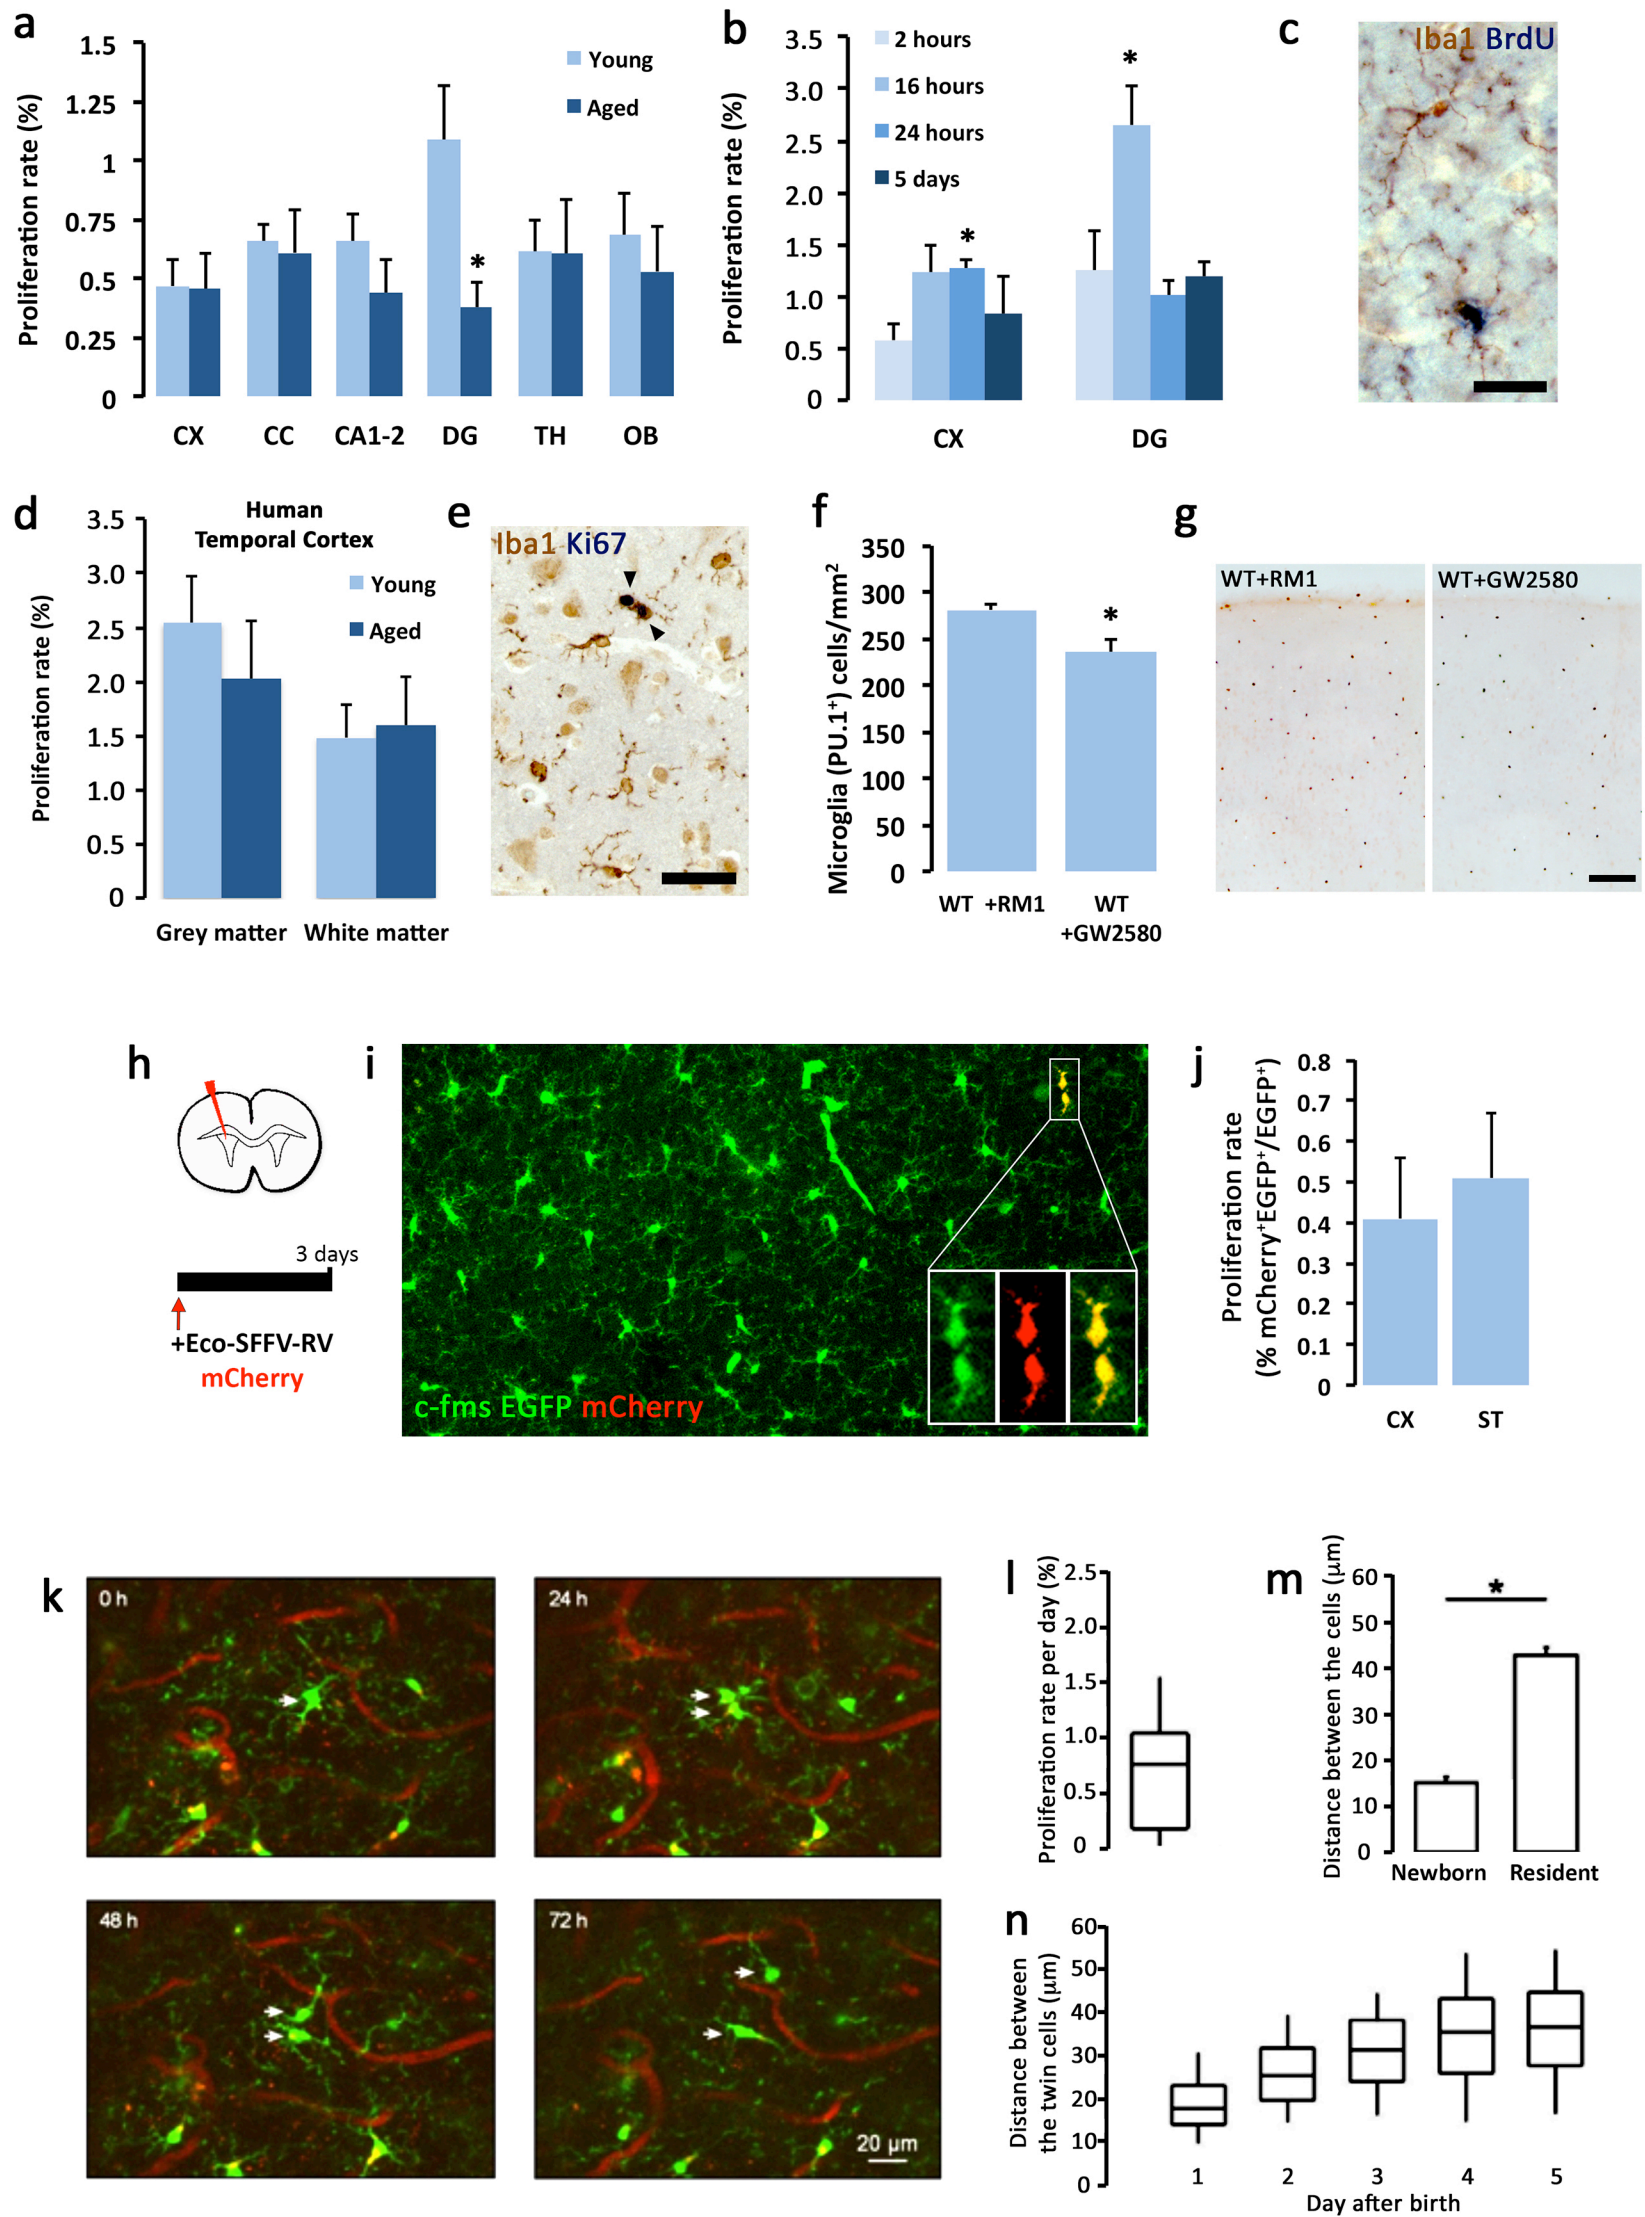 a
1.5
1.25
1
0.75
0.5
0.25
0
Proliferation rate (%)
Young
Aged
CX CC CA1-2 DG TH OB
*
b
3.5
3.0
2.5
2.0
1.5
1.0
0.5
0
Proliferation rate (%)
2 hours
16 hours
24 hours
5 days
*
*
CX DG
c
Iba1 BrdU
d
Human
Temporal Cortex
3.5
3.0
2.5
2.0
1.5
1.0
0.5
0
Proliferation rate (%)
Young
Aged
Grey matter White matter
e
Iba1 Ki67
f
350
300
250
200
150
100
50
0
Microglia (PU.1⁺) cells/mm²
*
WT +RM1
WT
+GW2580
g
WT+RM1
WT+GW2580
h
3 days
+Eco-SFFV-RV
mCherry
i
c-fms EGFP mCherry
j
0.8
0.7
0.6
0.5
0.4
0.3
0.2
0.1
0
Proliferation rate
(% mCherry⁺EGFP⁺/EGFP⁺)
CX ST
k
0 h
24 h
48 h
72 h
20 µm
l
2.5
2.0
1.5
1.0
0.5
0
Proliferation rate per day (%)
m
60
50
40
30
20
10
0
Distance between the cells (µm)
*
Newborn Resident
n
60
50
40
30
20
10
0
Distance between
the twin cells (µm)
1 2 3 4 5
Day after birth